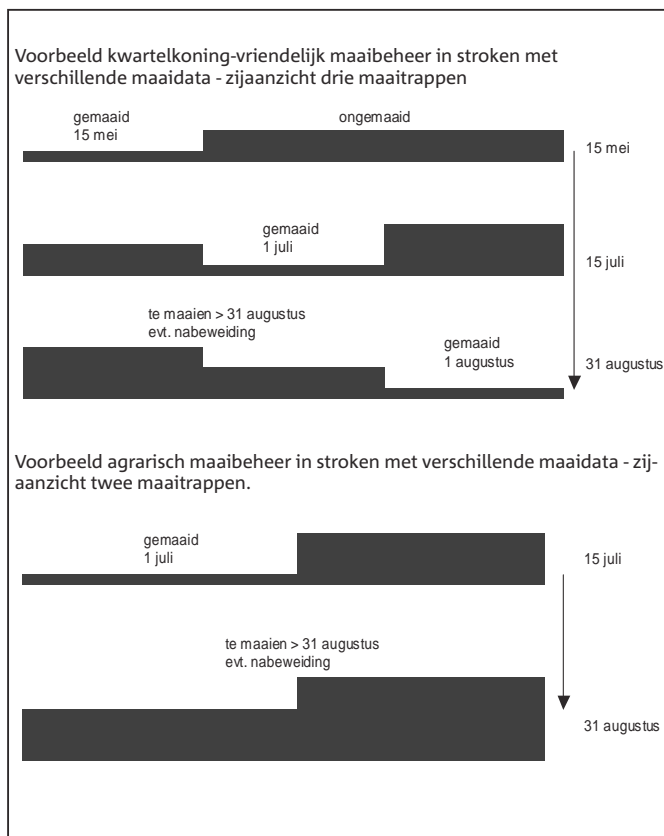 Voorbeeld kwartelkoning-vriendelijk maaibeheer in stroken met
verschillende maaidata - zijaanzicht drie maaitrappen
gemaaid
15 mei
ongemaaid
15 mei
gemaaid
1 juli
15 juli
te maaien > 31 augustus
evt. nabeweiding
gemaaid
1 augustus
31 augustus
Voorbeeld agrarisch maaibeheer in stroken met verschillende maaidata - zij-
aanzicht twee maaitrappen.
gemaaid
1 juli
15 juli
te maaien > 31 augustus
evt. nabeweiding
31 augustus